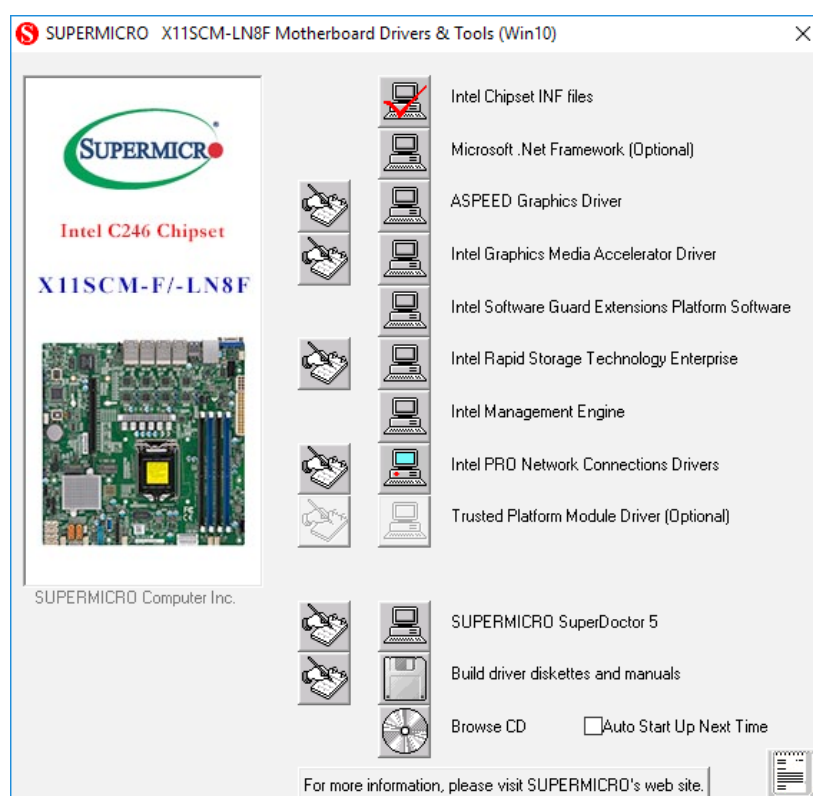 SUPERMICRO X11SCM-LN8F Motherboard Drivers & Tools (Win10)
SUPERMICR
Intel C246 Chipset
X11SCM-F/-LN8F
SUPERMICRO Computer Inc.
Intel Chipset INF files
Microsoft .Net Framework (Optional)
ASPEED Graphics Driver
Intel Graphics Media Accelerator Driver
Intel Software Guard Extensions Platform Software
Intel Rapid Storage Technology Enterprise
Intel Management Engine
Intel PRO Network Connections Drivers
Trusted Platform Module Driver (Optional)
SUPERMICRO SuperDoctor 5
Build driver diskettes and manuals
Browse CD
Auto Start Up Next Time
For more information, please visit SUPERMICRO's web site.